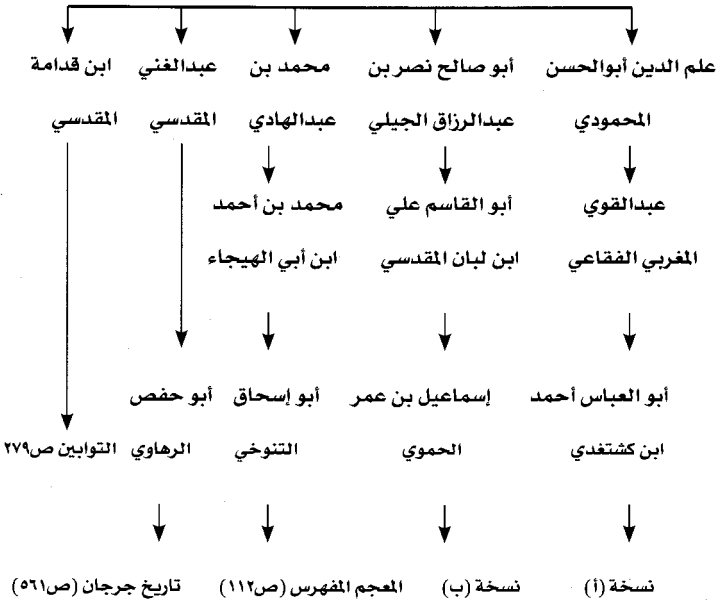 علم الدين أبوالحسن أبو صالح نصر بن محمد بن عبدالغني ابن قدامة
المحمودي عبدالرزاق الجيلي عبدالهادي المقدسي المقدسي
عبدالقوي أبو القاسم علي محمد بن أحمد
المغربي الفقاعي ابن لبان المقدسي ابن أبي الهيجاء
أبو العباس أحمد إسماعيل بن عمر أبو إسحاق أبو حفص
ابن كشتغدي الحموي التنوخي الرهاوي التوابين ص٢٧٩
نسخة (أ) نسخة (ب) المعجم المفهرس (ص١١٢) تاريخ جرجان (ص٥٦١)